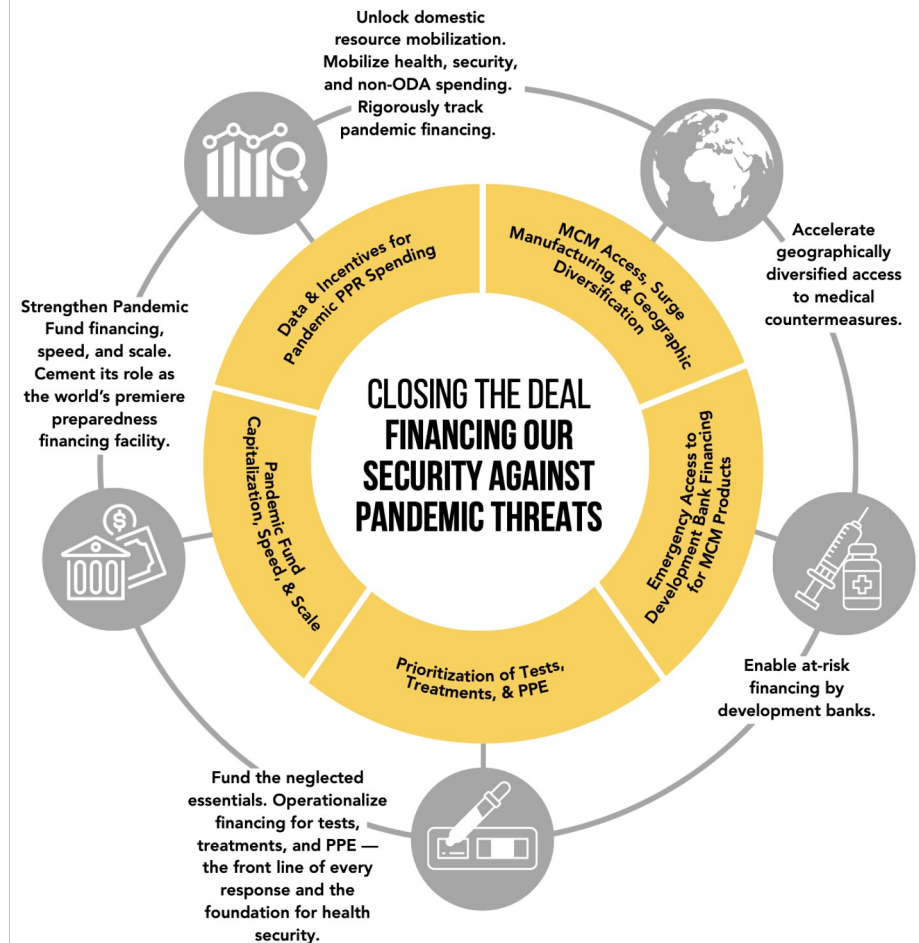 Unlock domestic
resource mobilization.
Mobilize health, security,
and non-ODA spending.
Rigorously track
pandemic financing.
Accelerate
geographically
diversified access
to medical
countermeasures.
Enable at-risk
financing by
development banks.
Fund the neglected
essentials. Operationalize
financing for tests,
treatments, and PPE —
the front line of every
response and the
foundation for health
security.
Strengthen Pandemic
Fund financing,
speed, and scale.
Cement its role as
the world’s premiere
preparedness
financing facility.
$
Data & Incentives for
Pandemic PPR Spending
MCM Access, Surge
Manufacturing, & Geographic
Diversification
Emergency Access to
Development Bank Financing
for MCM Products
Prioritization of Tests,
Treatments, & PPE
Pandemic Fund
Capitalization, Speed, & Scale
CLOSING THE DEAL
FINANCING OUR
SECURITY AGAINST
PANDEMIC THREATS